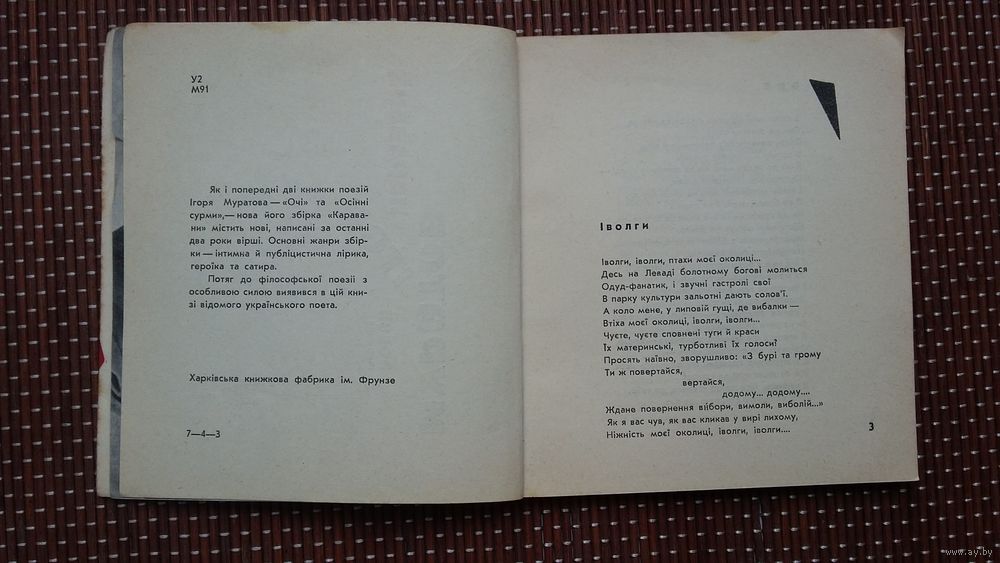 У2
М91
Як і попередні дві книжки поезій
Ігоря Муратова — «Очі» та «Осінні
сурми»,— нова його збірка «Карава-
ни» містить нові, написані за останні
два роки вірші. Основні жанри збір-
ки — інтимна й публіцистична лірика,
героїка та сатира.
Потяг до філософської поезії з
особливою силою виявився в цій кни-
зі відомого українського поета.
Харківська книжкова фабрика ім. Фрунзе
7—4—3
Іволги
Іволги, іволги, птахи моєї околиці...
Десь на Леваді болотному богові молиться
Одуд-фанатик, і звучні гастролі свої
В парку культури зальотні дають солов'ї.
А коло мене, у липовій гущі, де вибалки —
Втіха моєї околиці, іволги, іволги...
Чуєте, чуєте сповнені туги й краси
Їх материнські, турботливі їх голоси?
Просять наївно, зворушливо: «З бурі та грому
Ти ж повертайся,
вертайся,
додому... додому....
Ждане повернення вибори, вимоли, виболій...»
Як я вас чув, як вас кликав у вирі лихому,
Ніжність моєї околиці, іволги, іволги....
3
www.ay.by